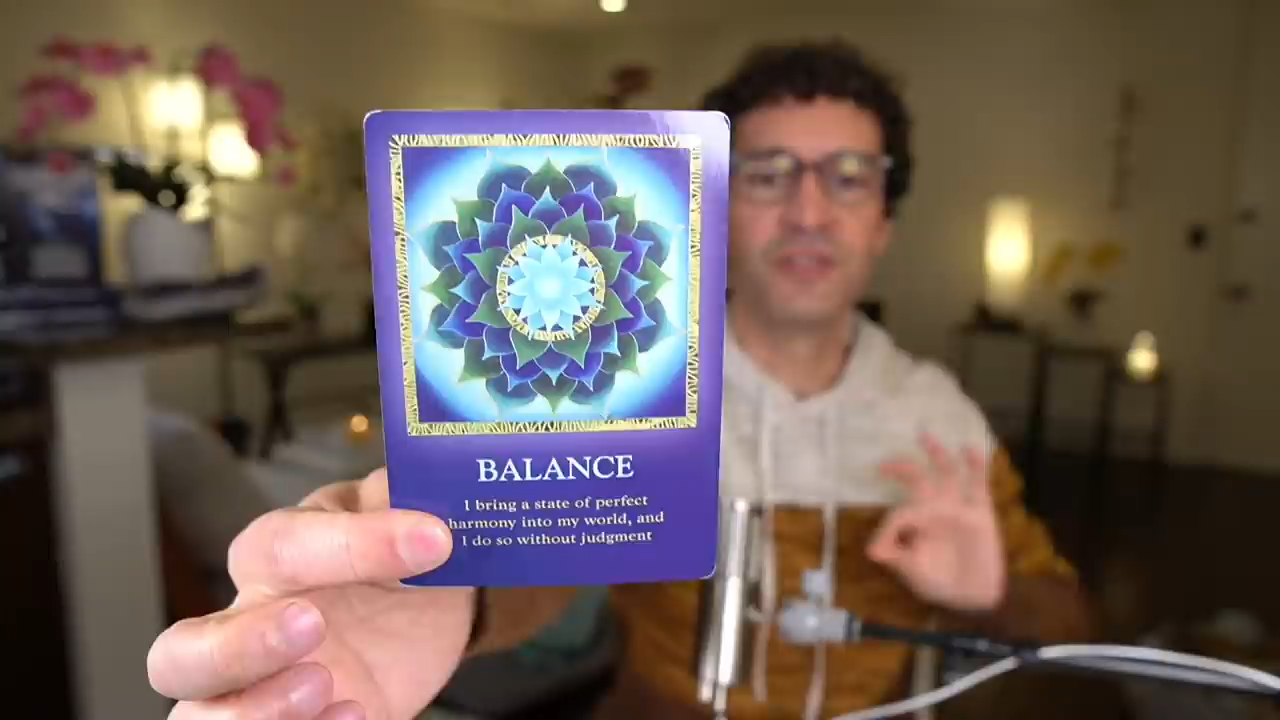 BALANCE
I bring a state of perfect
harmony into my world, and
I do so without judgment